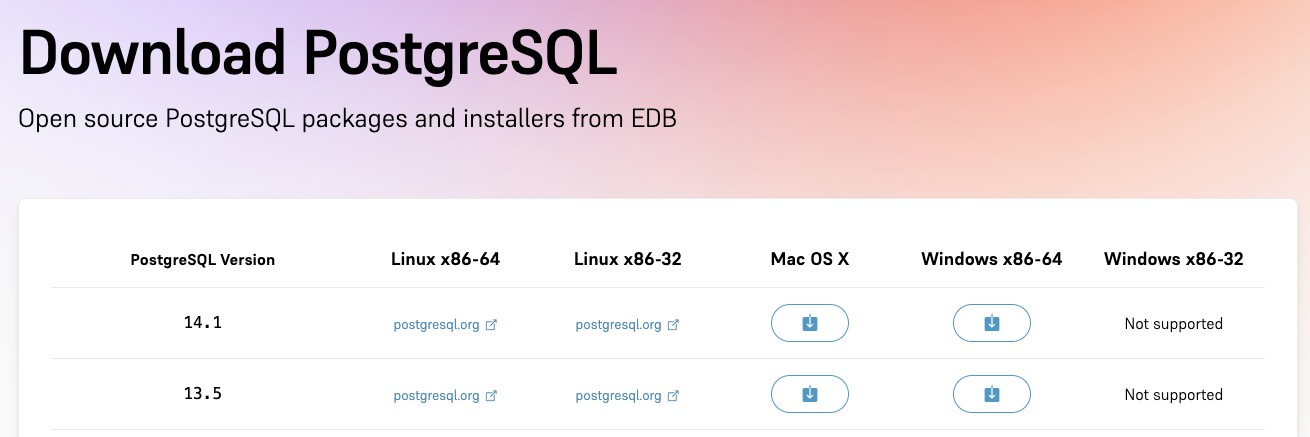 Download PostgreSQL
Open source PostgreSQL packages and installers from EDB
PostgreSQL Version Linux x86-64 Linux x86-32 Mac OS X Windows x86-64 Windows x86-32
14.1 postgresql.org postgresql.org Not supported
13.5 postgresql.org postgresql.org Not supported